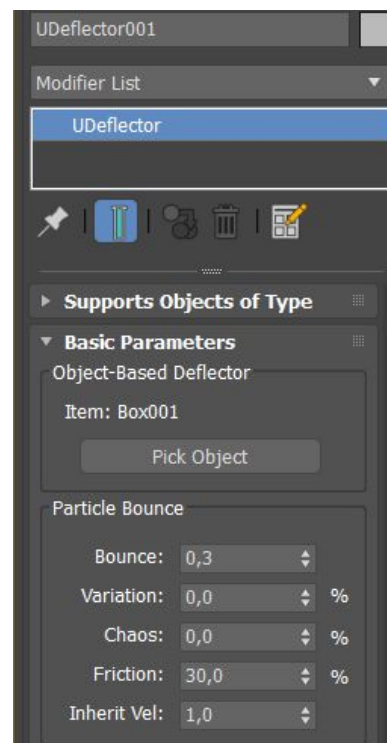 UDeflector001
Modifier List
UDeflector
Supports Objects of Type
Basic Parameters
Object-Based Deflector
Item: Box001
Pick Object
Particle Bounce
Bounce: 0,3
Variation: 0,0 %
Chaos: 0,0 %
Friction: 30,0 %
Inherit Vel: 1,0